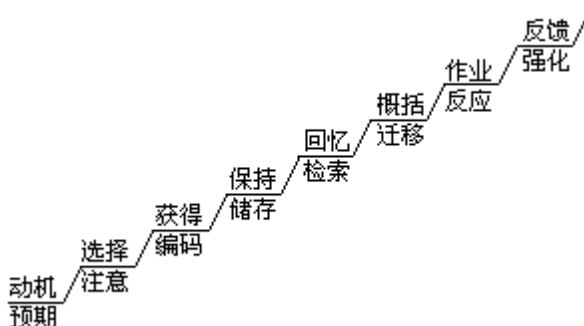 反馈
强化
作业
反应
概括
迁移
回忆
检索
保持
储存
获得
编码
选择
注意
动机
预期